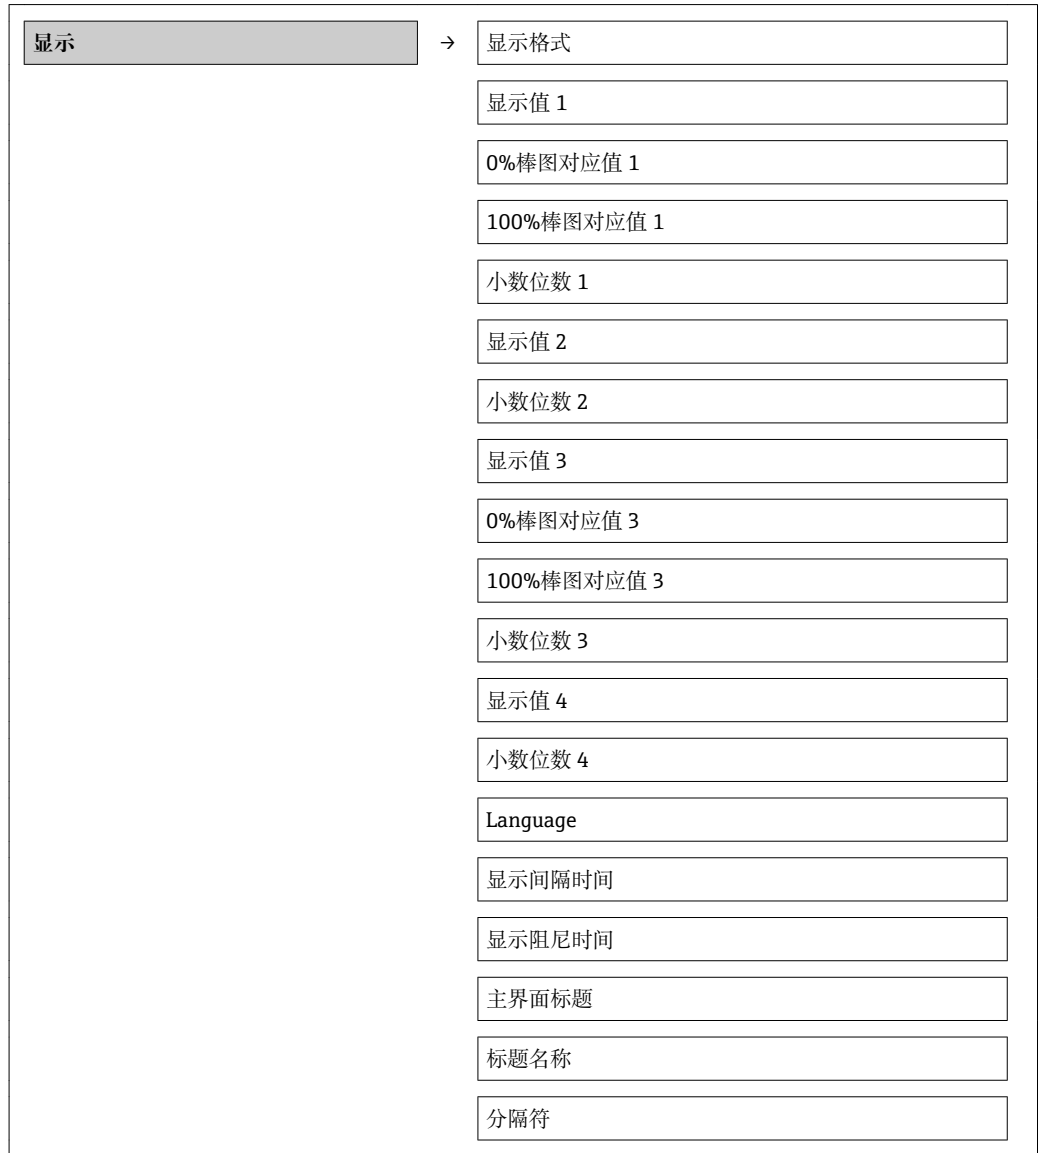 显示 → 显示格式
显示值 1
0%棒图对应值 1
100%棒图对应值 1
小数位数 1
显示值 2
小数位数 2
显示值 3
0%棒图对应值 3
100%棒图对应值 3
小数位数 3
显示值 4
小数位数 4
Language
显示间隔时间
显示阻尼时间
主界面标题
标题名称
分隔符